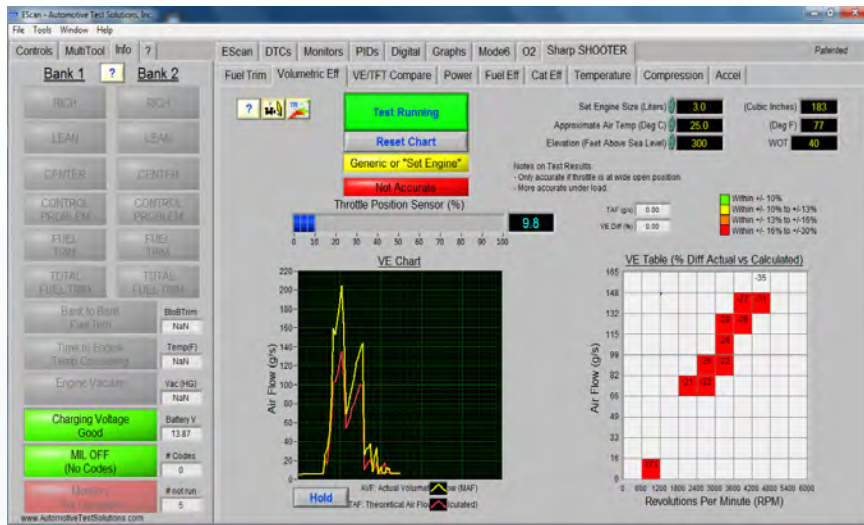 EScan - Automotive Test Solutions, Inc.
File Tools Window Help
Controls MultiTool Info ?
EScan DTCs Monitors PIDs Digital Graphs Mode6 O2 Sharp SHOOTER
Patented
Fuel Trim Volumetric Eff VE/TFT Compare Power Fuel Eff Cat Eff Temperature Compression Accel
Bank 1 ? Bank 2
RICH RICH
LEAN LEAN
CENTER CENTER
CONTROL PROBLEM CONTROL PROBLEM
FUEL TRIM FUEL TRIM
TOTAL FUEL TRIM TOTAL FUEL TRIM
Bank to Bank
Fuel Trim
BtoBTrim
NaN
Time to Engine
Temp(F)
NaN
Engine Vacuum
Vac (HG)
NaN
Charging Voltage
Good
Battery V
13.87
MIL OFF
(No Codes)
# Codes
0
Monitors
# not run
5
www.AutomotiveTestSolutions.com
?
Test Running
Reset Chart
Generic or "Set Engine"
Not Accurate
Set Engine Size (Liters) 3.0 (Cubic Inches) 183
Approximate Air Temp (Deg C) 25.0 (Deg F) 77
Elevation (Feet Above Sea Level) 300 WOT 40
Notes on Test Results:
- Only accurate if throttle is at wide open position.
- More accurate under load.
Throttle Position Sensor (%)
9.8
0 10 20 30 40 50 60 70 80 90 100
TAF (g/s) 0.00
VE Diff (%) 0.00
Within +/- 10%
Within +/- 10% to +/-13%
Within +/- 13% to +/-16%
Within +/- 16% to +/-30%
VE Chart
220
200
180
160
140
120
100
80
60
40
20
0
Air Flow (g/s)
Hold
AVF: Actual Volumet
ow (MAF)
TAF: Theoretical Air Flo
lculated)
VE Table (% Diff Actual vs Calculated)
165
148
132
115
99
82
66
49
33
16
0
Air Flow (g/s)
-35
0 600 1200 1800 2400 3000 3600 4200 4800 5400 6000
Revolutions Per Minute (RPM)